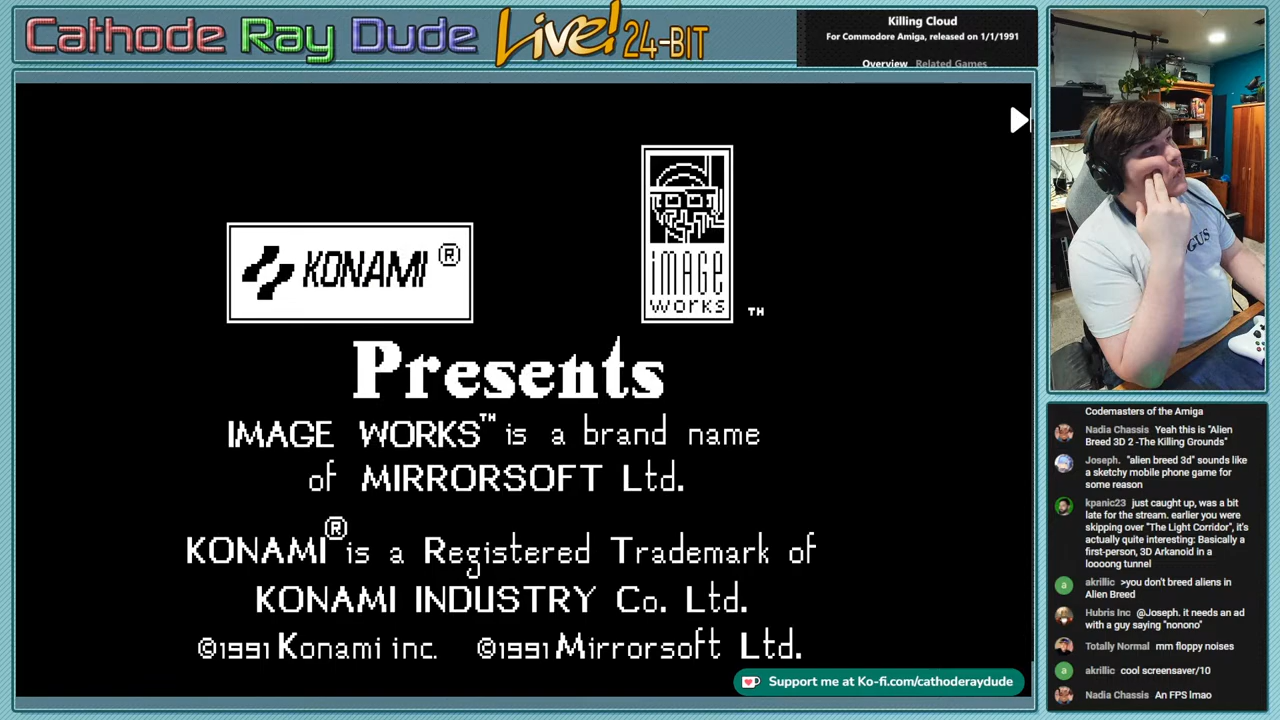 Cathode Ray Dude Live! 24-BIT
Killing Cloud
For Commodore Amiga, released on 1/1/1991
Overview Related Games
KONAMI ®
iMAGE
works
TM
Presents
IMAGE WORKS™ is a brand name
of MIRRORSOFT Ltd.
KONAMI® is a Registered Trademark of
KONAMI INDUSTRY Co. Ltd.
©1991 Konami inc. ©1991 Mirrorsoft Ltd.
Support me at Ko-fi.com/cathoderaydude
GUS
Codemasters of the Amiga
Nadia Chassis Yeah this is "Alien
Breed 3D 2 -The Killing Grounds"
Joseph. "alien breed 3d" sounds like
a sketchy mobile phone game for
some reason
kpanic23 just caught up, was a bit
late for the stream. earlier you were
skipping over "The Light Corridor", it's
actually quite interesting: Basically a
first-person, 3D Arkanoid in a
loooong tunnel
a akrillic >you don't breed aliens in
Alien Breed
Hubris Inc @Joseph. it needs an ad
with a guy saying "nonono"
Totally Normal mm floppy noises
a akrillic cool screensaver/10
Nadia Chassis An FPS lmao